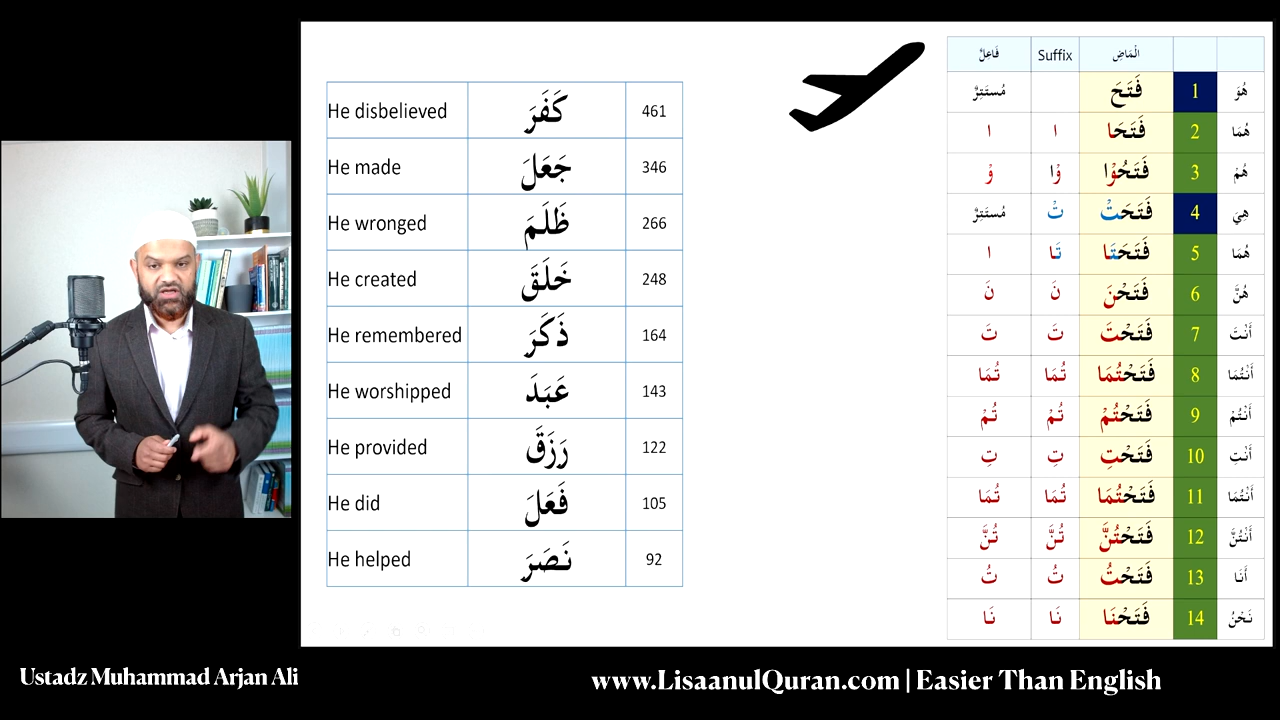 He disbelieved كَفَرَ 461
He made جَعَلَ 346
He wronged ظَلَمَ 266
He created خَلَقَ 248
He remembered ذَكَرَ 164
He worshipped عَبَدَ 143
He provided رَزَقَ 122
He did فَعَلَ 105
He helped نَصَرَ 92
فَاعِلٌ Suffix الْمَاضِ
مُستَتِرٌ فَتَحَ 1 هُوَ
ا ا فَتَحَا 2 هُمَا
وْ وْا فَتَحُوْا 3 هُمْ
مُستَتِرٌ تْ فَتَحَتْ 4 هِيَ
ا تَا فَتَحَتَا 5 هُمَا
نَ نَ فَتَحْنَ 6 هُنَّ
تَ تَ فَتَحْتَ 7 أَنْتَ
تُمَا تُمَا فَتَحْتُمَا 8 أَنْتُمَا
تُمْ تُمْ فَتَحْتُمْ 9 أَنْتُمْ
تِ تِ فَتَحْتِ 10 أَنْتِ
تُمَا تُمَا فَتَحْتُمَا 11 أَنْتُمَا
تُنَّ تُنَّ فَتَحْتُنَّ 12 أَنْتُنَّ
تُ تُ فَتَحْتُ 13 أَنَا
نَا نَا فَتَحْنَا 14 نَحْنُ
Ustadz Muhammad Arjan Ali
www.LisaanulQuran.com | Easier Than English